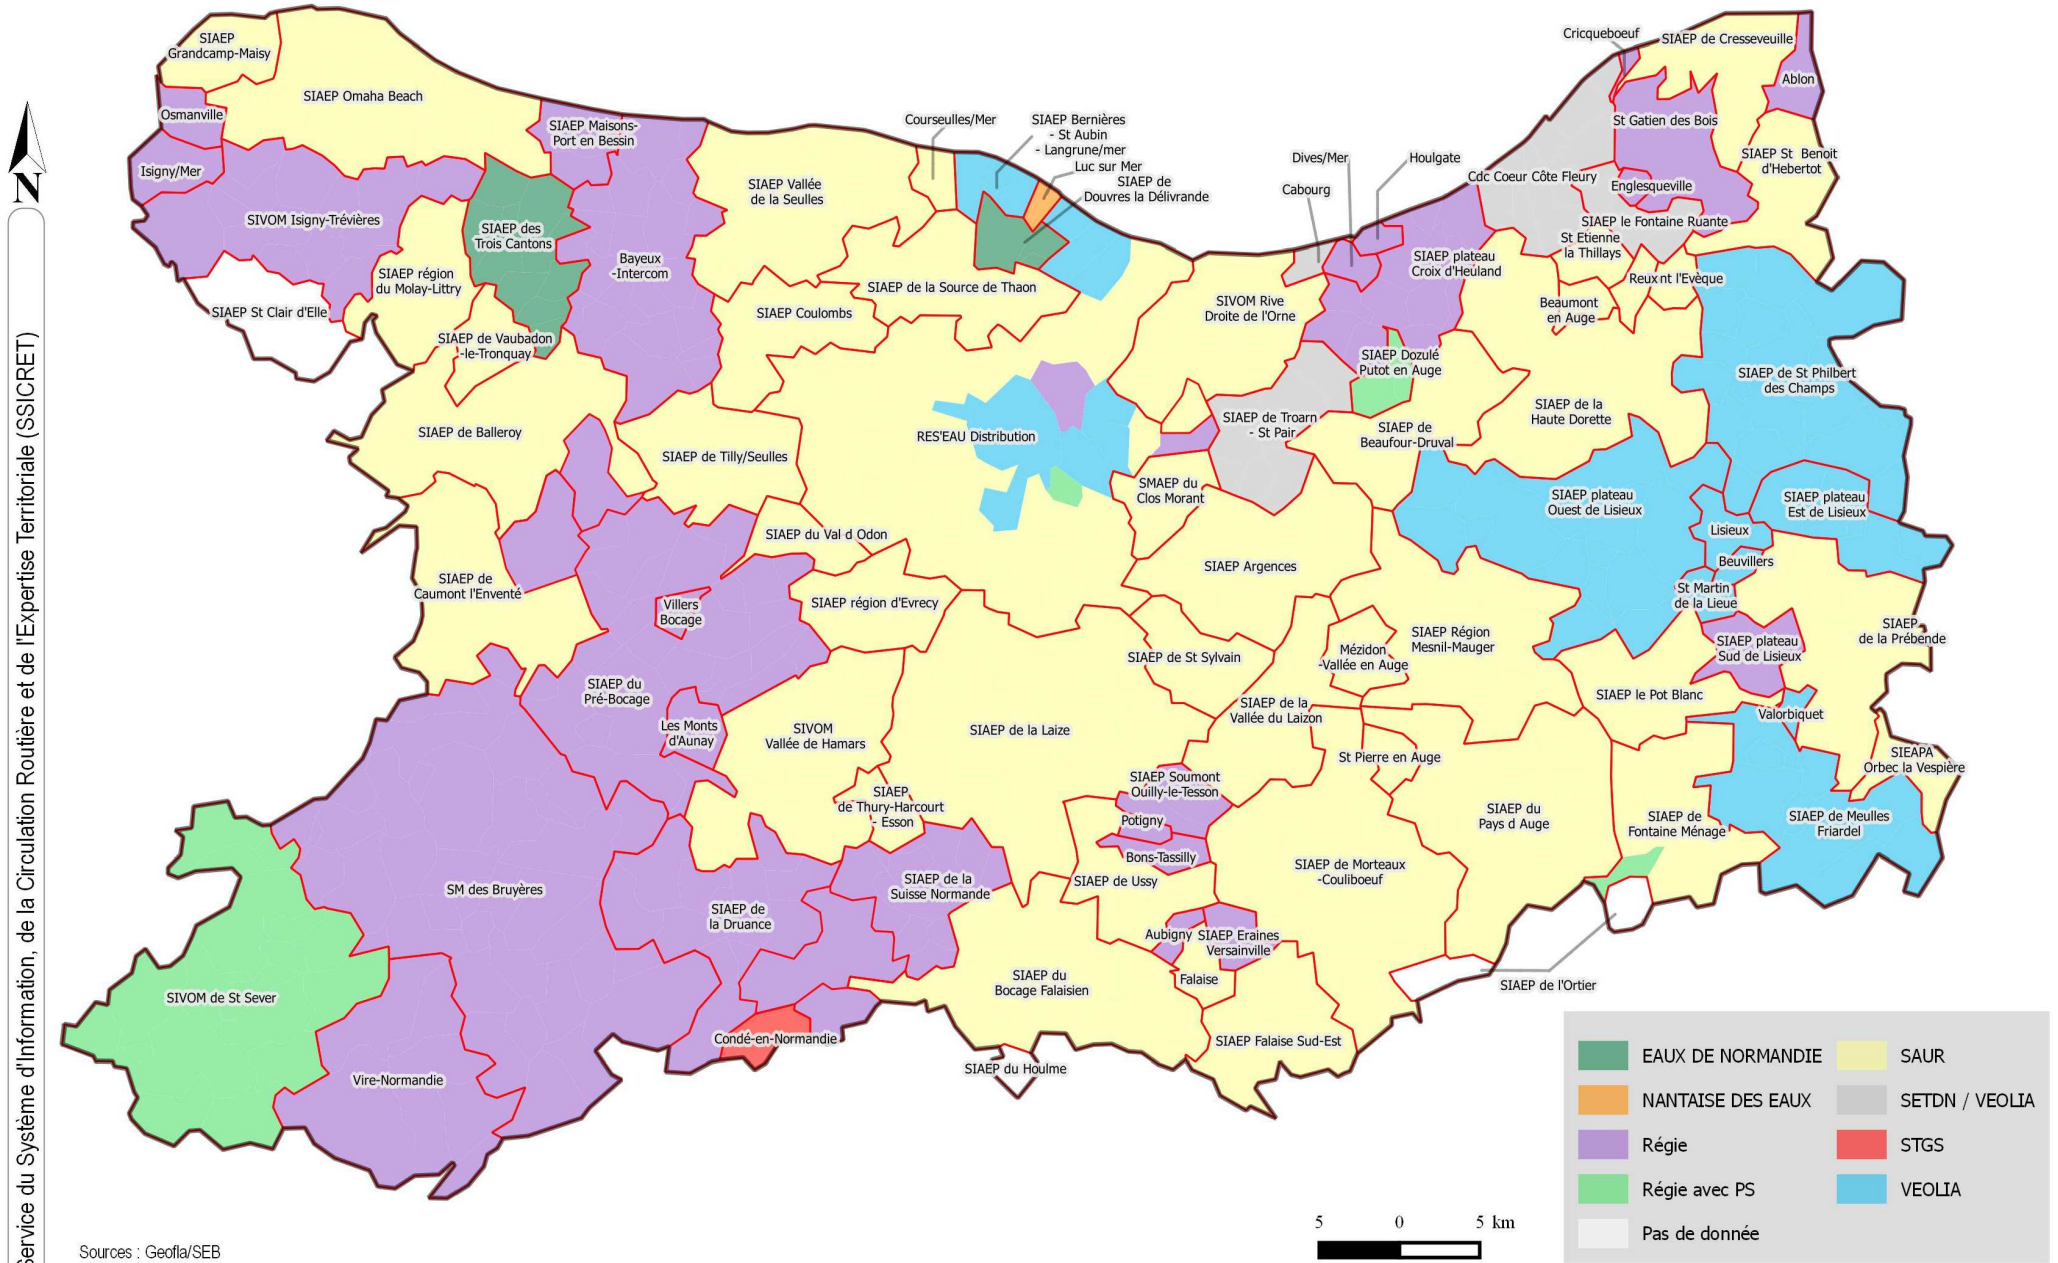 SIAEP
Grandcamp-Maisy
SIAEP Omaha Beach
Osmanville
Isigny/Mer
SIVOM Isigny-Trévières
SIAEP St Clair d'Elle
SIAEP région
du Molay-Littry
SIAEP des
Trois Cantons
SIAEP de Vaubadon
-le-Tronquay
SIAEP Maisons-
Port en Bessin
Bayeux
-Intercom
SIAEP Vallée
de la Seulles
Courseulles/Mer
SIAEP Bernières
- St Aubin
- Langrune/mer
Luc sur Mer
SIAEP de
Douvres la Délivrande
SIAEP de la Source de Thaon
SIAEP Coulombs
Cabourg
Dives/Mer
Houlgate
SIAEP plateau
Croix d'Heuland
SIVOM Rive
Droite de l'Orne
Cricqueboeuf
SIAEP de Cresseveuille
Ablon
St Gatien des Bois
SIAEP St Benoit
d'Hebertot
Cdc Coeur Côte Fleury
Englesqueville
SIAEP le Fontaine Ruante
St Etienne
la Thillays
Reux
nt l'Evèque
Beaumont
en Auge
SIAEP Dozulé
Putot en Auge
SIAEP de St Philbert
des Champs
SIAEP de la
Haute Dorette
SIAEP de Troarn
- St Pair
SIAEP de
Beaufour-Druval
SIAEP de Balleroy
SIAEP de Tilly/Seulles
RES'EAU Distribution
SMAEP du
Clos Morant
SIAEP plateau
Ouest de Lisieux
SIAEP plateau
Est de Lisieux
Lisieux
Beuvillers
St Martin
de la Lieue
SIAEP du Val d Odon
SIAEP de
Caumont l'Enventé
Villers
Bocage
SIAEP région d'Evrecy
SIAEP Argences
SIAEP de St Sylvain
Mézidon
-Vallée en Auge
SIAEP Région
Mesnil-Mauger
SIAEP plateau
Sud de Lisieux
SIAEP
de la Prébende
SIAEP le Pot Blanc
Valorbiquet
SIEAPA
Orbec la Vespière
SIAEP du
Pré-Bocage
Les Monts
d'Aunay
SIVOM
Vallée de Hamars
SIAEP de la Laize
SIAEP de la
Vallée du Laizon
St Pierre en Auge
SIAEP
de Thury-Harcourt
- Esson
SIAEP Soumont
Ouilly-le-Tesson
Potigny
Bons-Tassilly
SIAEP du
Pays d Auge
SIAEP de
Fontaine Ménage
SIAEP de Meulles
Friardel
SM des Bruyères
SIAEP de
la Druance
SIAEP de la
Suisse Normande
SIAEP de Ussy
SIAEP de Morteaux
-Couliboeuf
Aubigny
SIAEP Eraines
Versainville
Falaise
SIAEP du
Bocage Falaisien
SIAEP de l'Ortier
SIVOM de St Sever
Condé-en-Normandie
SIAEP Falaise Sud-Est
SIAEP du Houlme
Vire-Normandie
N
Service du Système d'Information, de la Circulation Routière et de l'Expertise Territoriale (SSICRET)
Sources : Geofla/SEB
5 0 5 km
EAUX DE NORMANDIE
NANTAISE DES EAUX
Régie
Régie avec PS
Pas de donnée
SAUR
SETDN / VEOLIA
STGS
VEOLIA